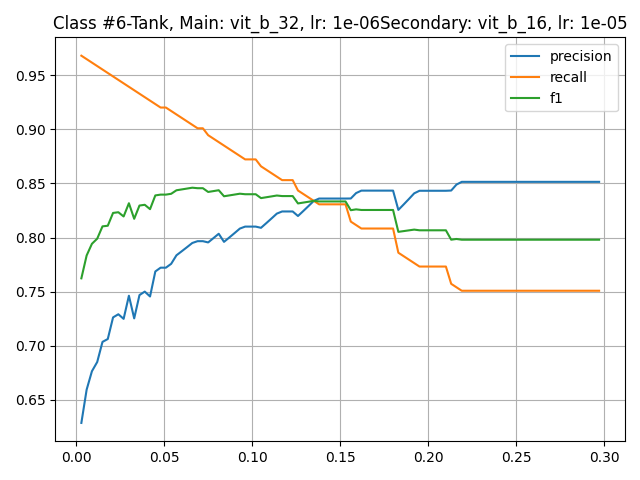 Class #6-Tank, Main: vit_b_32, lr: 1e-06Secondary: vit_b_16, lr: 1e-05
precision
recall
f1
0.95
0.90
0.85
0.80
0.75
0.70
0.65
0.00 0.05 0.10 0.15 0.20 0.25 0.30